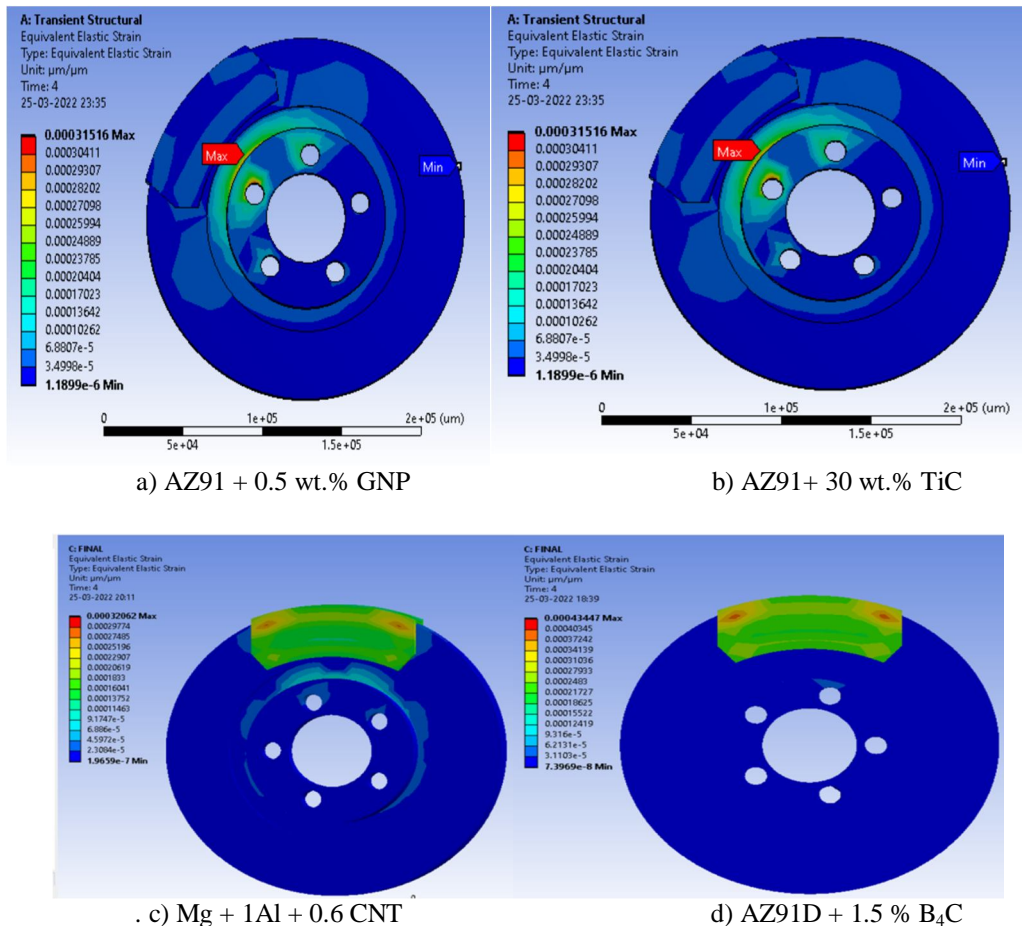 A: Transient Structural
Equivalent Elastic Strain
Type: Equivalent Elastic Strain
Unit: µm/µm
Time: 4
25-03-2022 23:35
0.00031516 Max
0.00030411
0.00029307
0.00028202
0.00027098
0.00025994
0.00024889
0.00023785
0.00020404
0.00017023
0.00013642
0.00010262
6.8807e-5
3.4998e-5
1.1899e-6 Min
Max
Min
0 1e+05 2e+05 (um)
5e+04 1.5e+05
a) AZ91 + 0.5 wt.% GNP
A: Transient Structural
Equivalent Elastic Strain
Type: Equivalent Elastic Strain
Unit: µm/µm
Time: 4
25-03-2022 23:35
0.00031516 Max
0.00030411
0.00029307
0.00028202
0.00027098
0.00025994
0.00024889
0.00023785
0.00020404
0.00017023
0.00013642
0.00010262
6.8807e-5
3.4998e-5
1.1899e-6 Min
Max
Min
0 1e+05 2e+05 (um)
5e+04 1.5e+05
b) AZ91+ 30 wt.% TiC
C: FINAL
Equivalent Elastic Strain
Type: Equivalent Elastic Strain
Unit: µm/µm
Time: 4
25-03-2022 20:11
0.00032062 Max
0.00029774
0.00027485
0.00025196
0.00022907
0.00020619
0.0001833
0.00016041
0.00013752
0.00011463
9.1747e-5
6.886e-5
4.5972e-5
2.3084e-5
1.9659e-7 Min
. c) Mg + 1Al + 0.6 CNT
C: FINAL
Equivalent Elastic Strain
Type: Equivalent Elastic Strain
Unit: µm/µm
Time: 4
25-03-2022 18:39
0.00043447 Max
0.00040345
0.00037242
0.00034139
0.00031036
0.00027933
0.0002483
0.00021727
0.00018625
0.00015522
0.00012419
9.316e-5
6.2131e-5
3.1103e-5
7.3969e-8 Min
d) AZ91D + 1.5 % B₄C